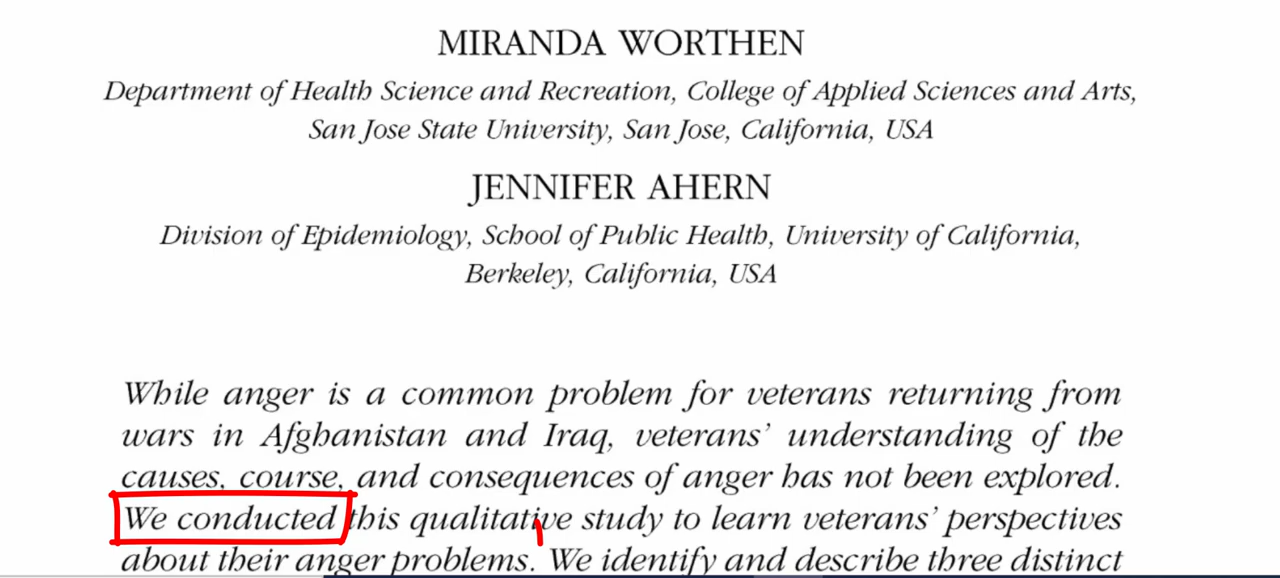 MIRANDA WORTHEN
Department of Health Science and Recreation, College of Applied Sciences and Arts,
San Jose State University, San Jose, California, USA
JENNIFER AHERN
Division of Epidemiology, School of Public Health, University of California,
Berkeley, California, USA
While anger is a common problem for veterans returning from
wars in Afghanistan and Iraq, veterans’ understanding of the
causes, course, and consequences of anger has not been explored.
We conducted this qualitative study to learn veterans’ perspectives
about their anger problems. We identify and describe three distinct